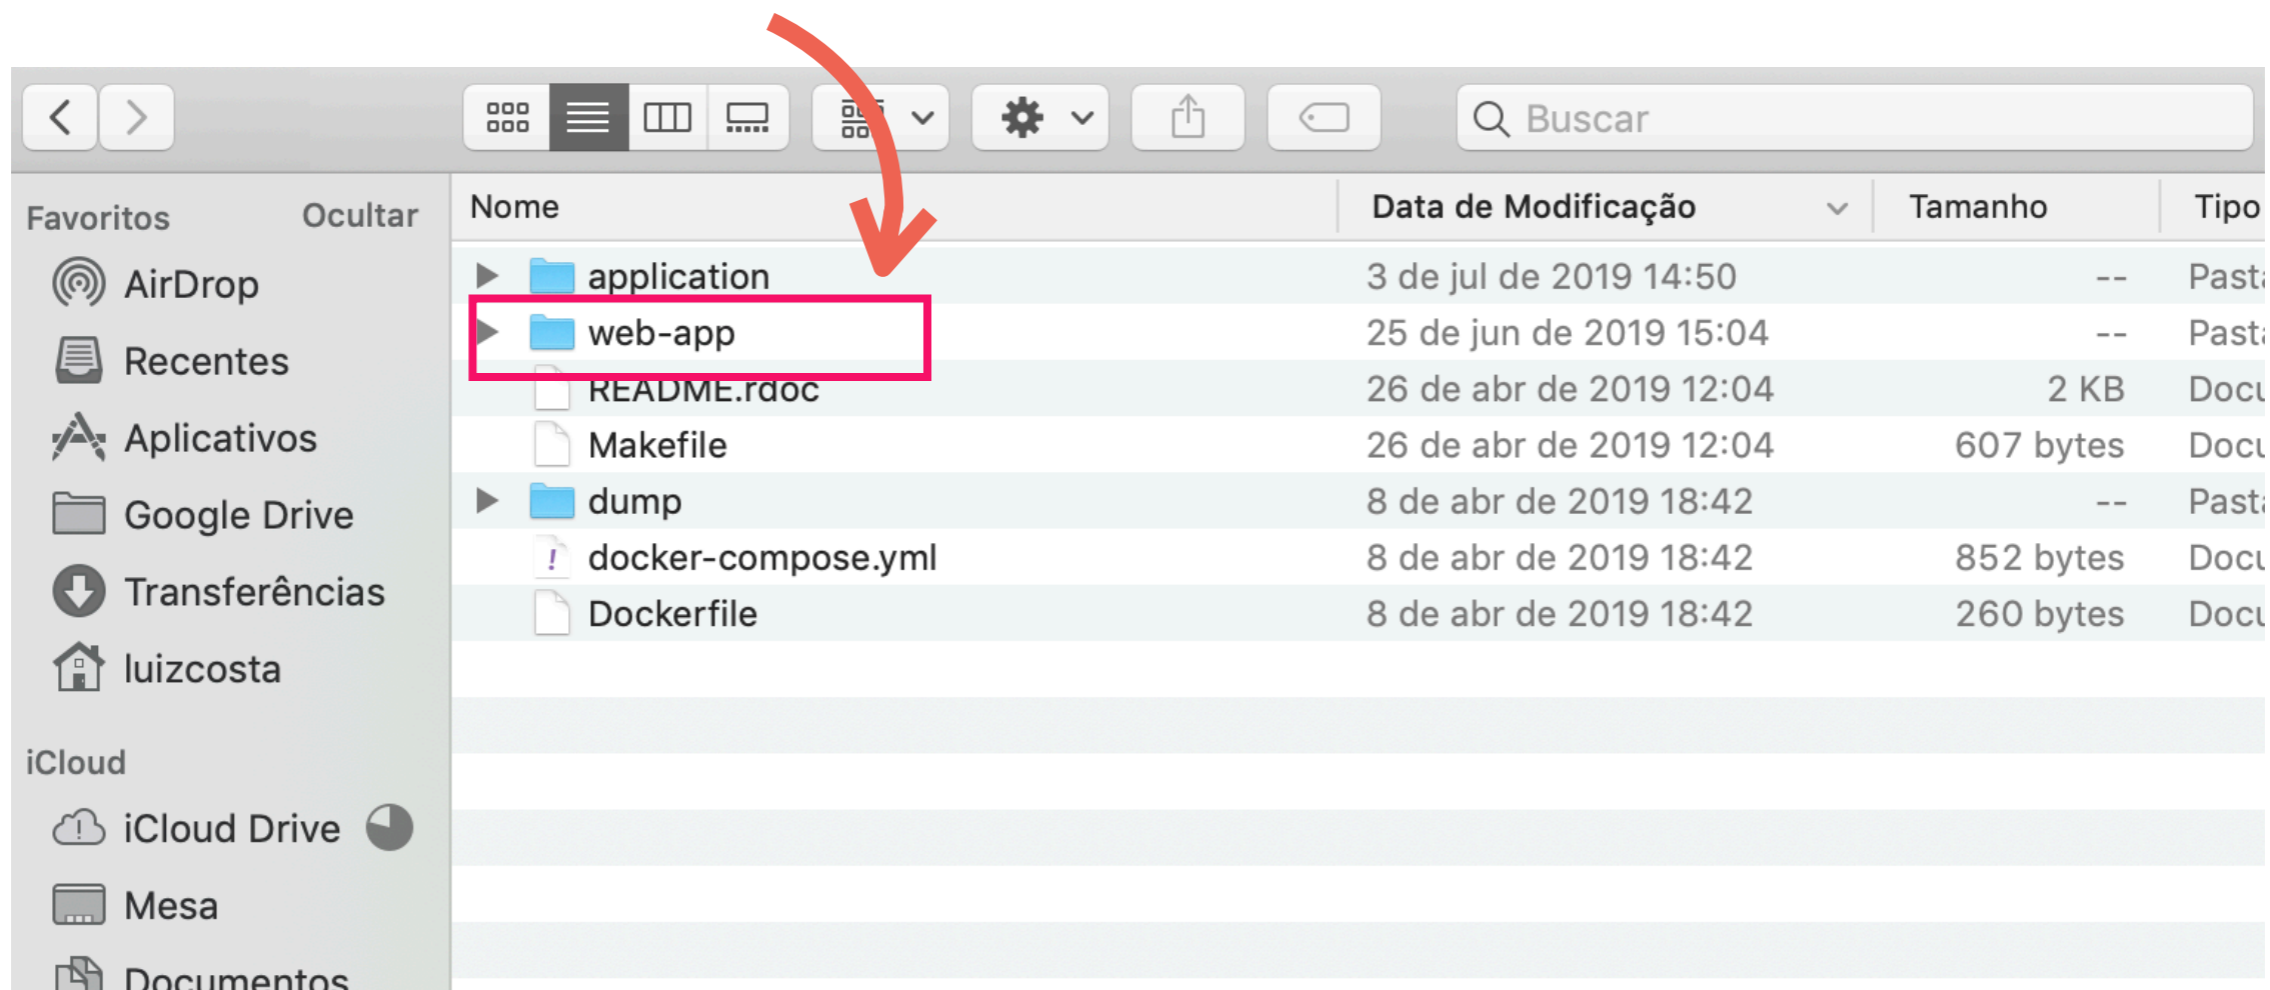 Buscar
Favoritos Ocultar
AirDrop
Recentes
Aplicativos
Google Drive
Transferências
luizcosta
iCloud
iCloud Drive
Mesa
Documentos
Nome Data de Modificação Tamanho Tipo
application 3 de jul de 2019 14:50 -- Pasta
web-app 25 de jun de 2019 15:04 -- Pasta
README.rdoc 26 de abr de 2019 12:04 2 KB Docu
Makefile 26 de abr de 2019 12:04 607 bytes Docu
dump 8 de abr de 2019 18:42 -- Pasta
docker-compose.yml 8 de abr de 2019 18:42 852 bytes Docu
Dockerfile 8 de abr de 2019 18:42 260 bytes Docu